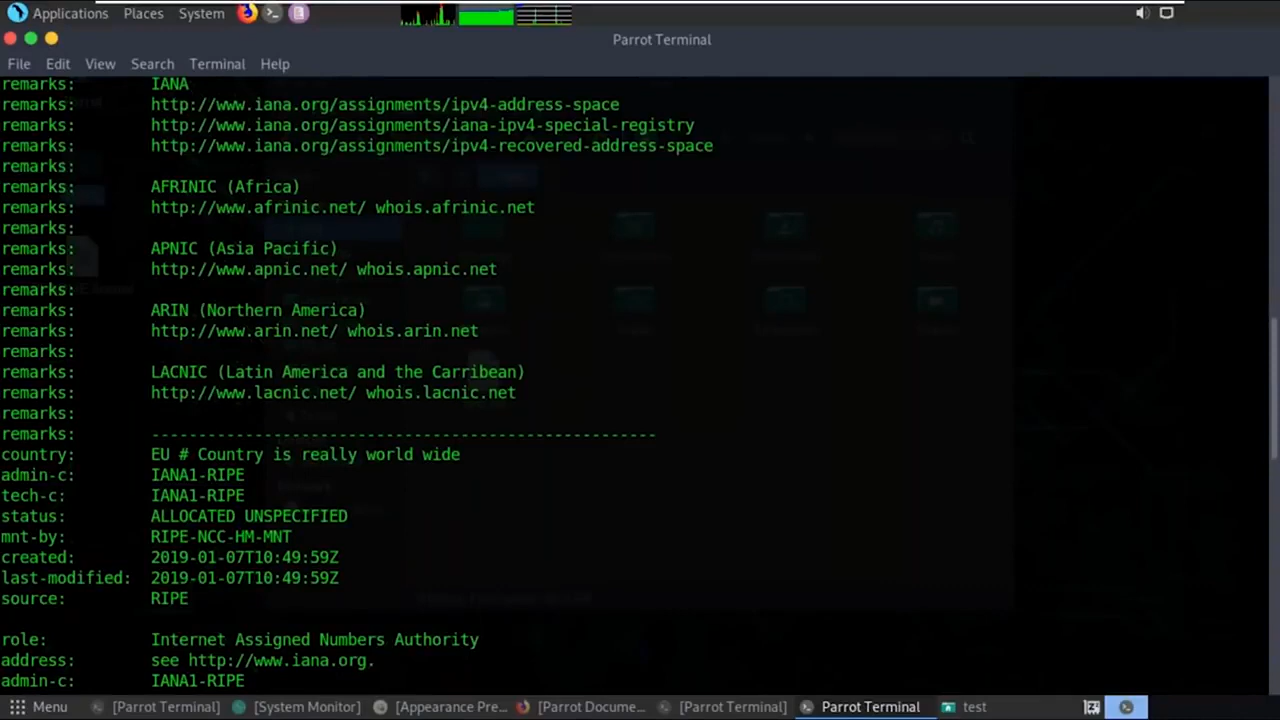 Applications Places System
Parrot Terminal
File Edit View Search Terminal Help
remarks: IANA
remarks: http://www.iana.org/assignments/ipv4-address-space
remarks: http://www.iana.org/assignments/iana-ipv4-special-registry
remarks: http://www.iana.org/assignments/ipv4-recovered-address-space
remarks:
remarks: AFRINIC (Africa)
remarks: http://www.afrinic.net/ whois.afrinic.net
remarks:
remarks: APNIC (Asia Pacific)
remarks: http://www.apnic.net/ whois.apnic.net
remarks:
remarks: ARIN (Northern America)
remarks: http://www.arin.net/ whois.arin.net
remarks:
remarks: LACNIC (Latin America and the Carribean)
remarks: http://www.lacnic.net/ whois.lacnic.net
remarks:
remarks: ------------------------------------------------------
country: EU # Country is really world wide
admin-c: IANA1-RIPE
tech-c: IANA1-RIPE
status: ALLOCATED UNSPECIFIED
mnt-by: RIPE-NCC-HM-MNT
created: 2019-01-07T10:49:59Z
last-modified: 2019-01-07T10:49:59Z
source: RIPE
role: Internet Assigned Numbers Authority
address: see http://www.iana.org.
admin-c: IANA1-RIPE
Menu [Parrot Terminal] [System Monitor] [Appearance Pre... [Parrot Docume... [Parrot Terminal] Parrot Terminal test